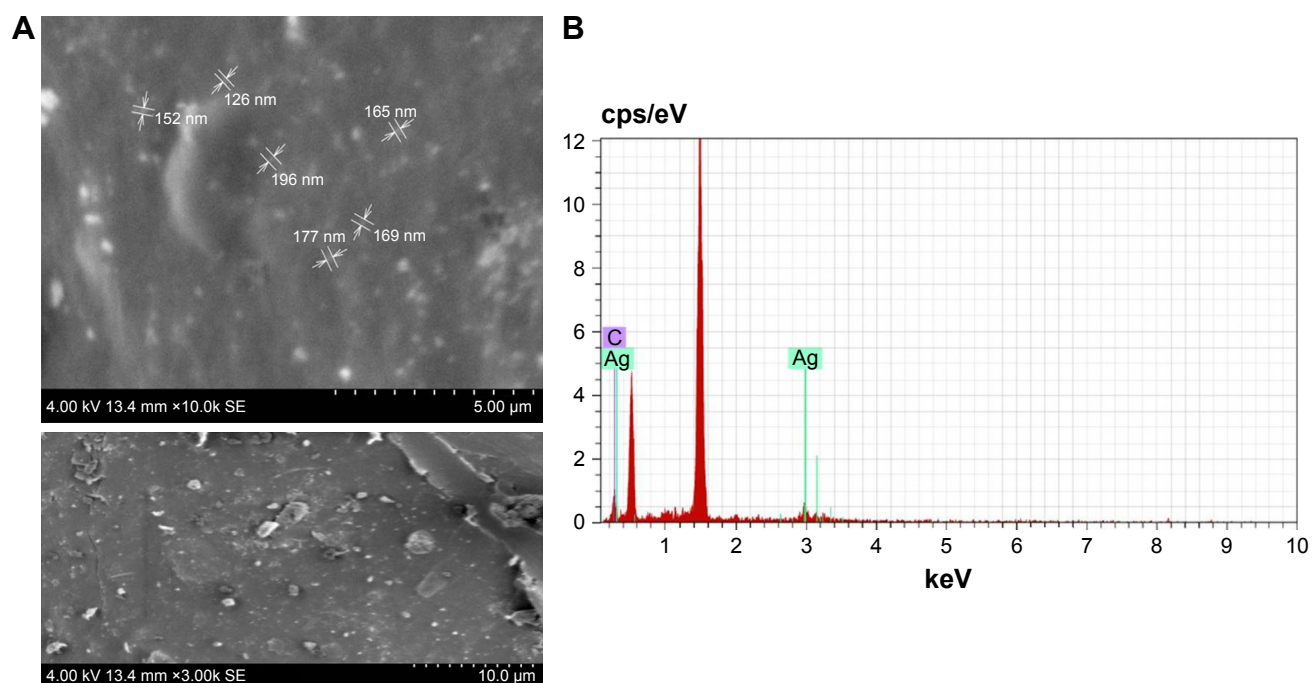 A
126 nm
152 nm
165 nm
196 nm
177 nm
169 nm
4.00 kV 13.4 mm ×10.0k SE
5.00 μm
4.00 kV 13.4 mm ×3.00k SE
10.0 μm
B
cps/eV
12
10
8
6
4
2
0
C
Ag
Ag
1 2 3 4 5 6 7 8 9 10
keV